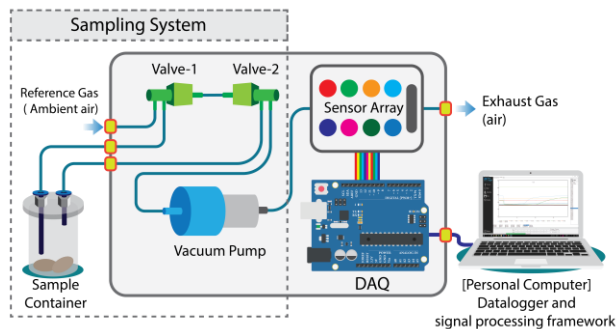 Sampling System
Valve-1
Valve-2
Reference Gas
( Ambient air)
Sensor Array
Exhaust Gas
(air)
Vacuum Pump
Sample
Container
DAQ
[Personal Computer]
Datalogger and
signal processing framework